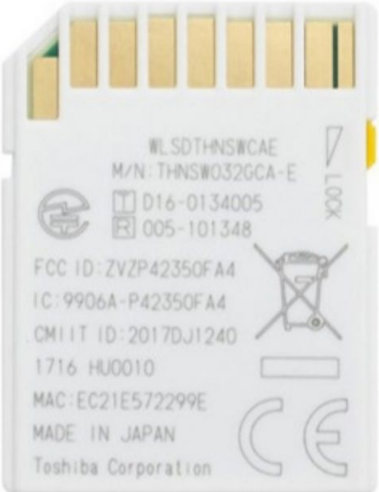 WLSDTHNSWCAE
M/N:THNSW032GCA-E
LOCK
T D16-0134005
R 005-101348
FCC ID:ZVZP42350FA4
IC:9906A-P42350FA4
CMIIT ID:2017DJ1240
1716 HU0010
MAC:EC21E572299E
MADE IN JAPAN
Toshiba Corporation
CE